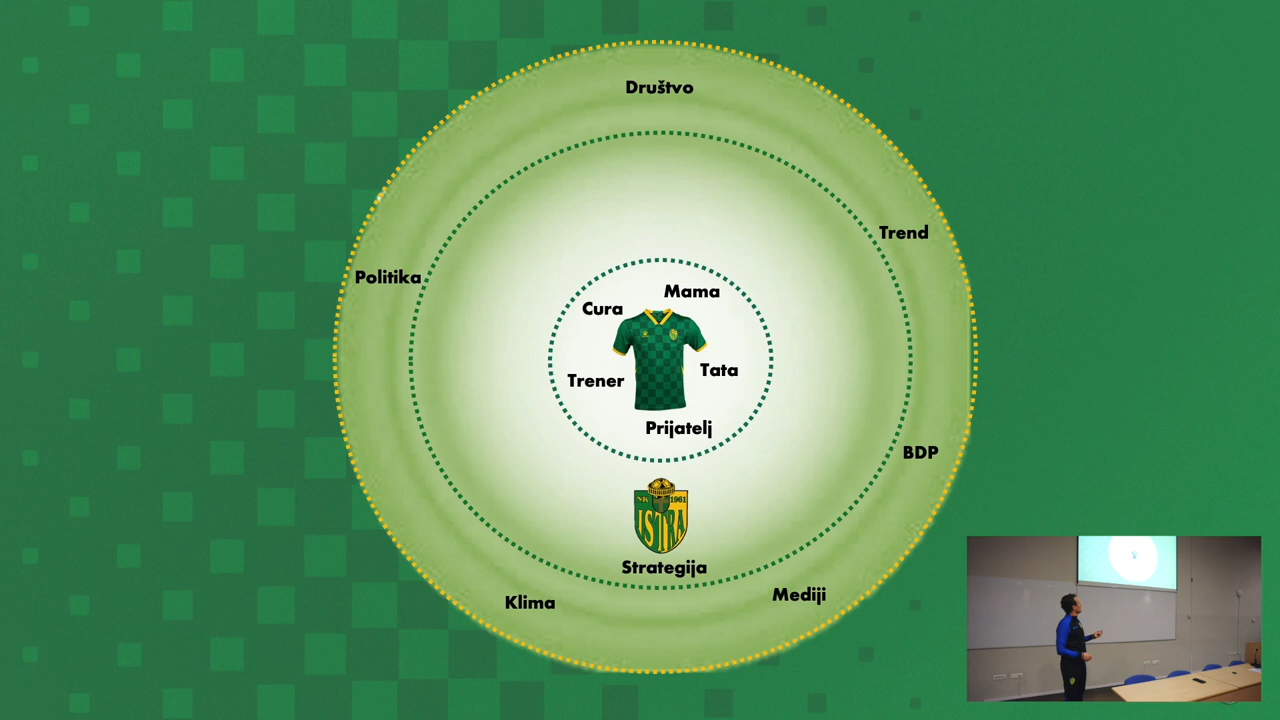 Društvo
Trend
Politika
Mama
Cura
Tata
Trener
Prijatelj
BDP
NK 1961
ISTRA
Strategija
Mediji
Klima